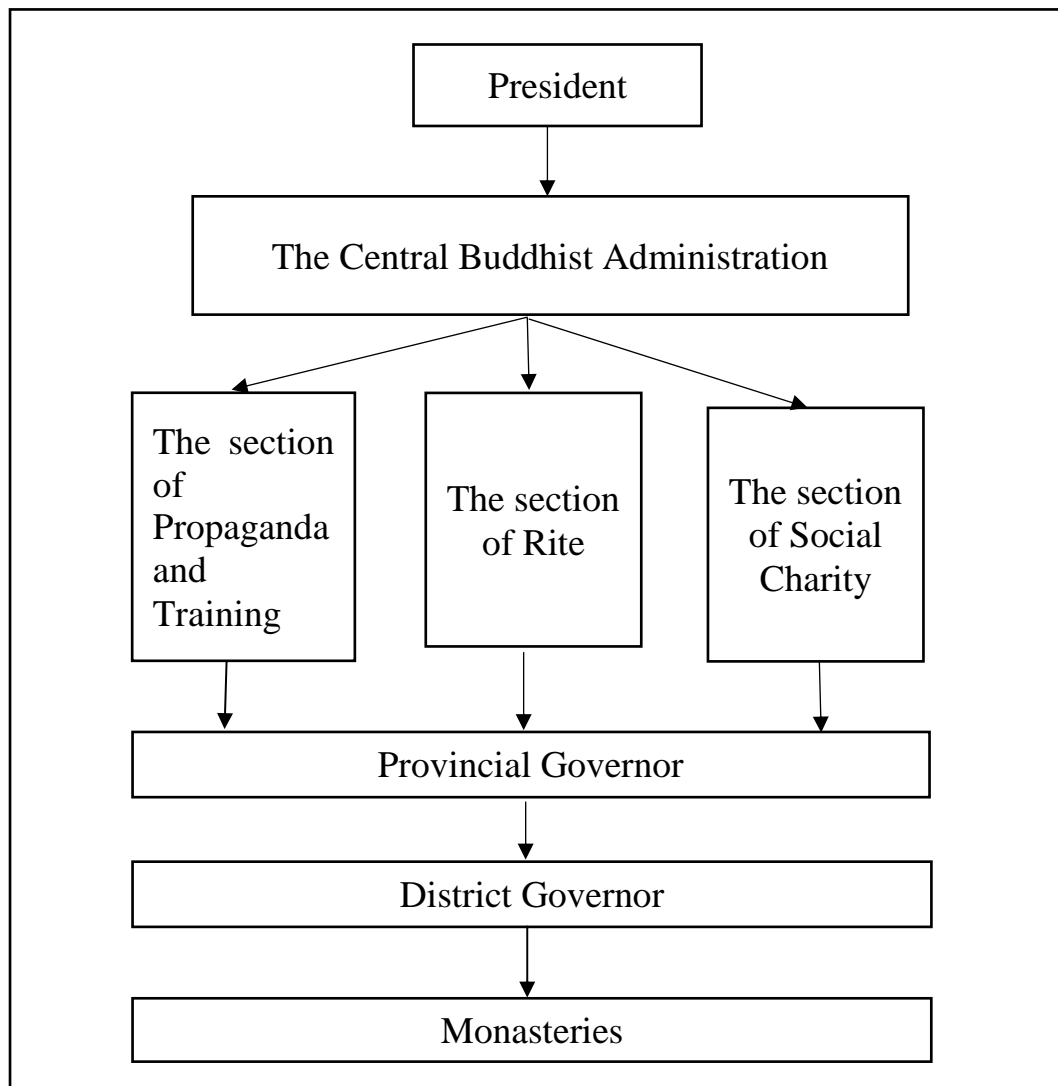 President
The Central Buddhist Administration
The section
of
Propaganda
and
Training
The section
of Rite
The section
of Social
Charity
Provincial Governor
District Governor
Monasteries